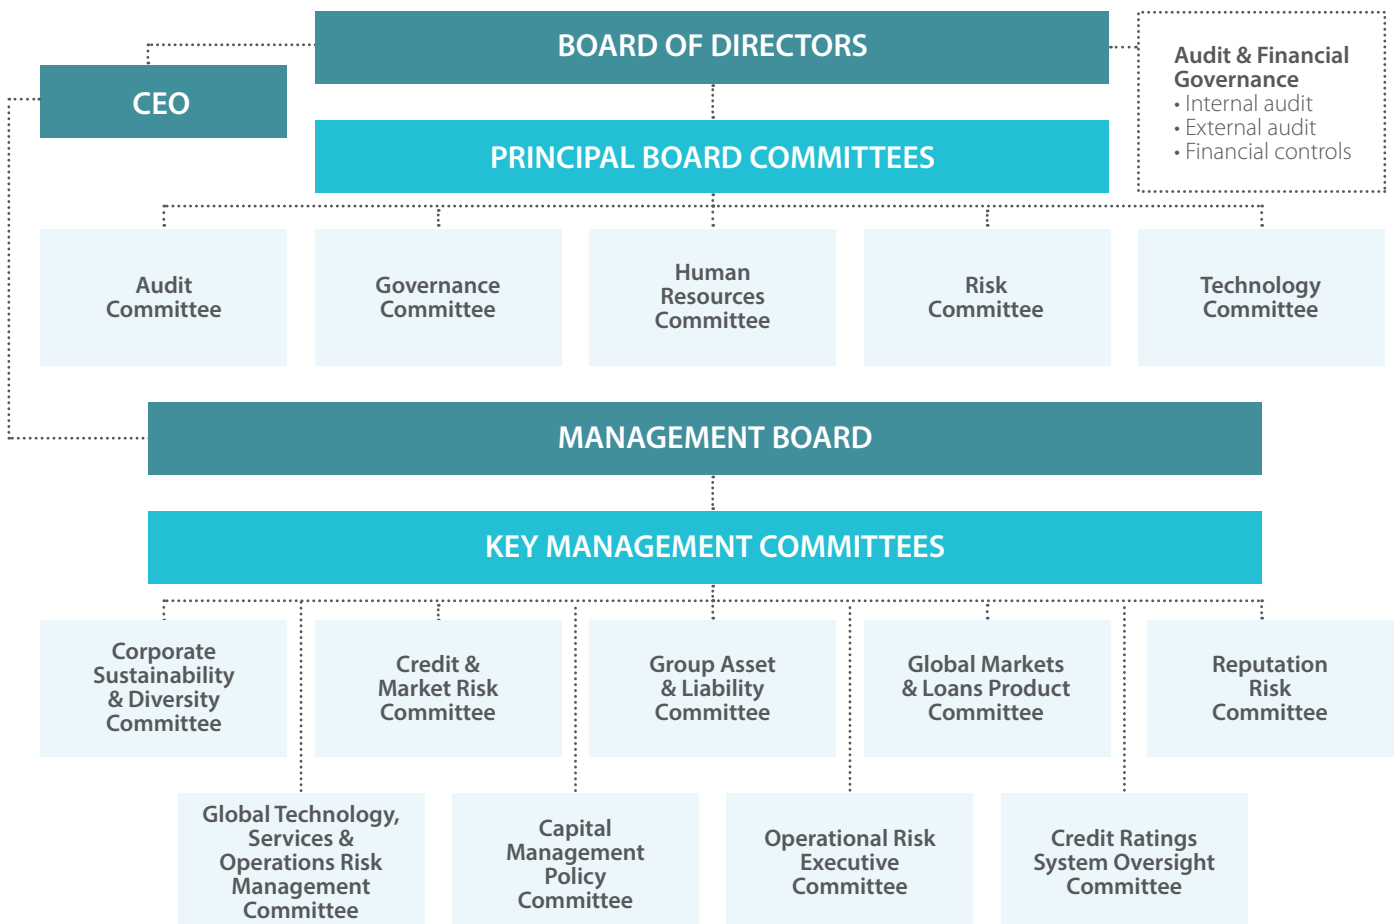 BOARD OF DIRECTORS
Audit & Financial
Governance
• Internal audit
• External audit
• Financial controls
CEO
PRINCIPAL BOARD COMMITTEES
Audit
Committee
Governance
Committee
Human
Resources
Committee
Risk
Committee
Technology
Committee
MANAGEMENT BOARD
KEY MANAGEMENT COMMITTEES
Corporate
Sustainability
& Diversity
Committee
Credit &
Market Risk
Committee
Group Asset
& Liability
Committee
Global Markets
& Loans Product
Committee
Reputation
Risk
Committee
Global Technology,
Services &
Operations Risk
Management
Committee
Capital
Management
Policy
Committee
Operational Risk
Executive
Committee
Credit Ratings
System Oversight
Committee